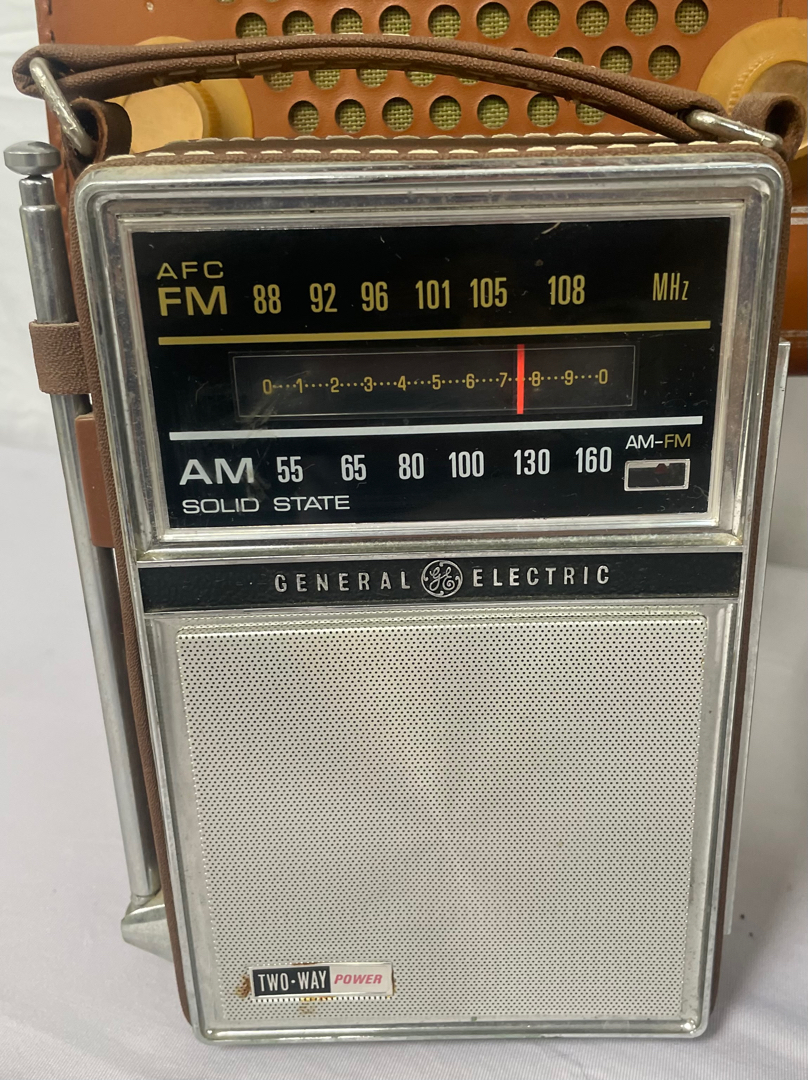 AFC
FM 88 92 96 101 105 108 MHz
0····1····2····3····4····5····6····7····8····9····0
AM 55 65 80 100 130 160 AM-FM
SOLID STATE
GENERAL GE ELECTRIC
TWO·WAY POWER